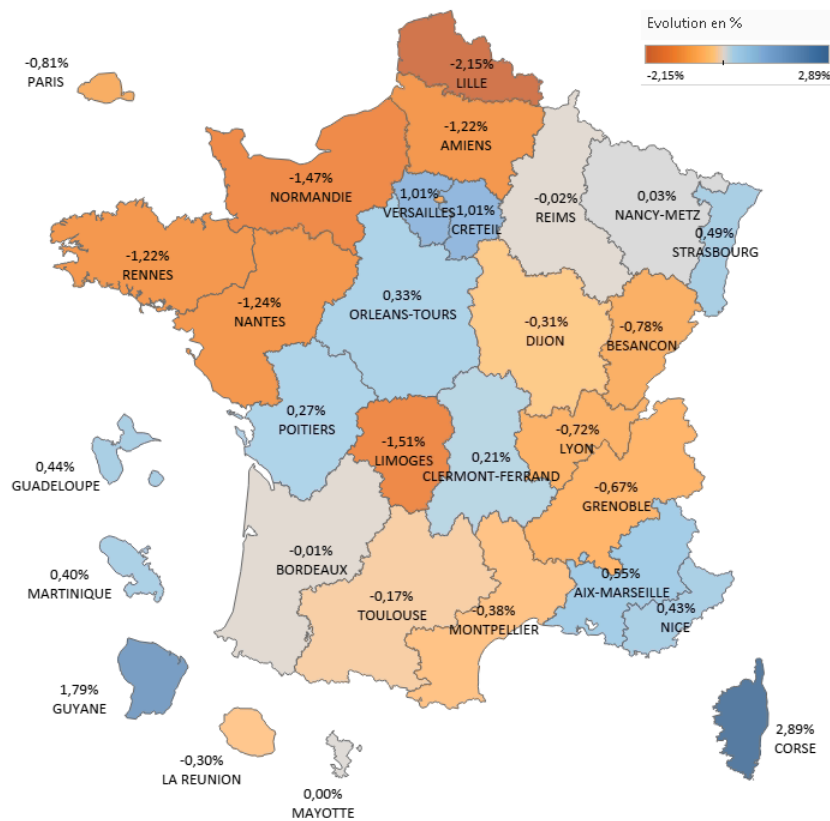 Evolution en %
-2,15%
2,89%
-0,81%
PARIS
-2,15%
LILLE
-1,22%
AMIENS
-1,47%
NORMANDIE
1,01%
VERSAILLES
1,01%
CRETEIL
-0,02%
REIMS
0,03%
NANCY-METZ
0,49%
STRASBOURG
-1,22%
RENNES
-1,24%
NANTES
0,33%
ORLEANS-TOURS
-0,31%
DIJON
-0,78%
BESANCON
0,27%
POITIERS
-1,51%
LIMOGES
0,21%
CLERMONT-FERRAND
-0,72%
LYON
-0,67%
GRENOBLE
0,44%
GUADELOUPE
-0,01%
BORDEAUX
-0,17%
TOULOUSE
-0,38%
MONTPELLIER
0,55%
AIX-MARSEILLE
0,43%
NICE
0,40%
MARTINIQUE
1,79%
GUYANE
-0,30%
LA REUNION
0,00%
MAYOTTE
2,89%
CORSE